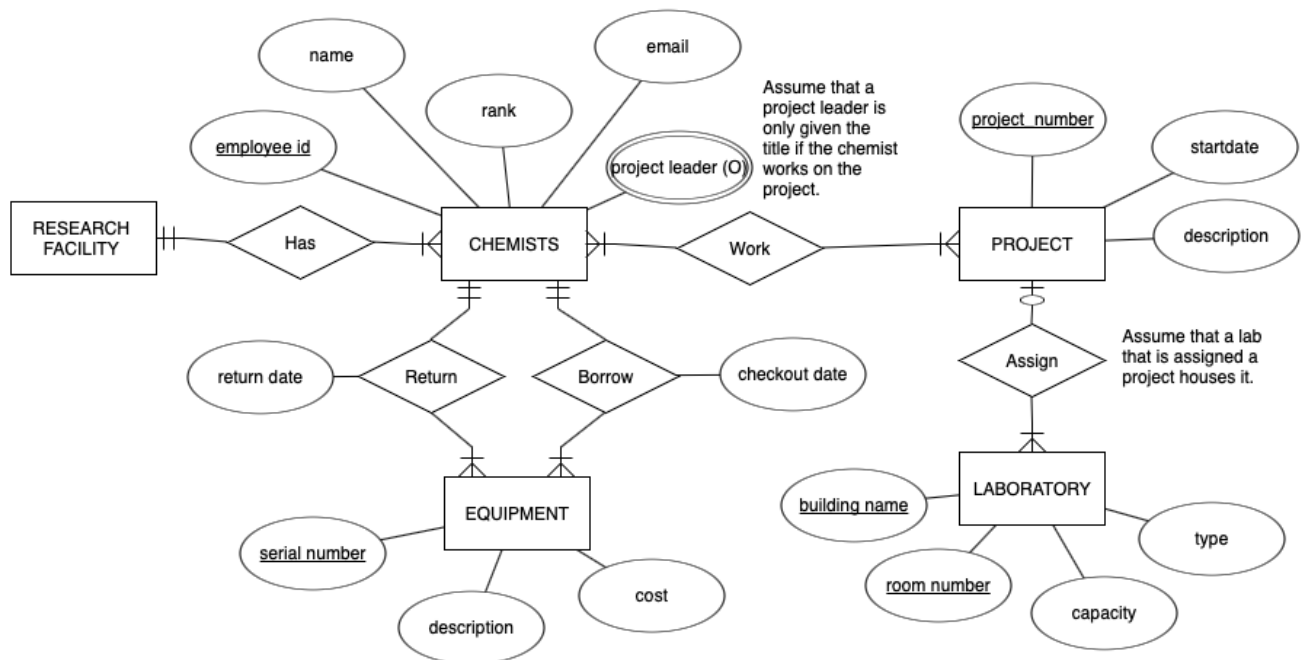 name
email
rank
employee id
project leader (O)
Assume that a
project leader is
only given the
title if the chemist
works on the
project.
project_number
startdate
description
RESEARCH
FACILITY
Has
CHEMISTS
Work
PROJECT
return date
Return
Borrow
checkout date
Assign
Assume that a lab
that is assigned a
project houses it.
EQUIPMENT
serial number
description
cost
LABORATORY
building name
room number
capacity
type